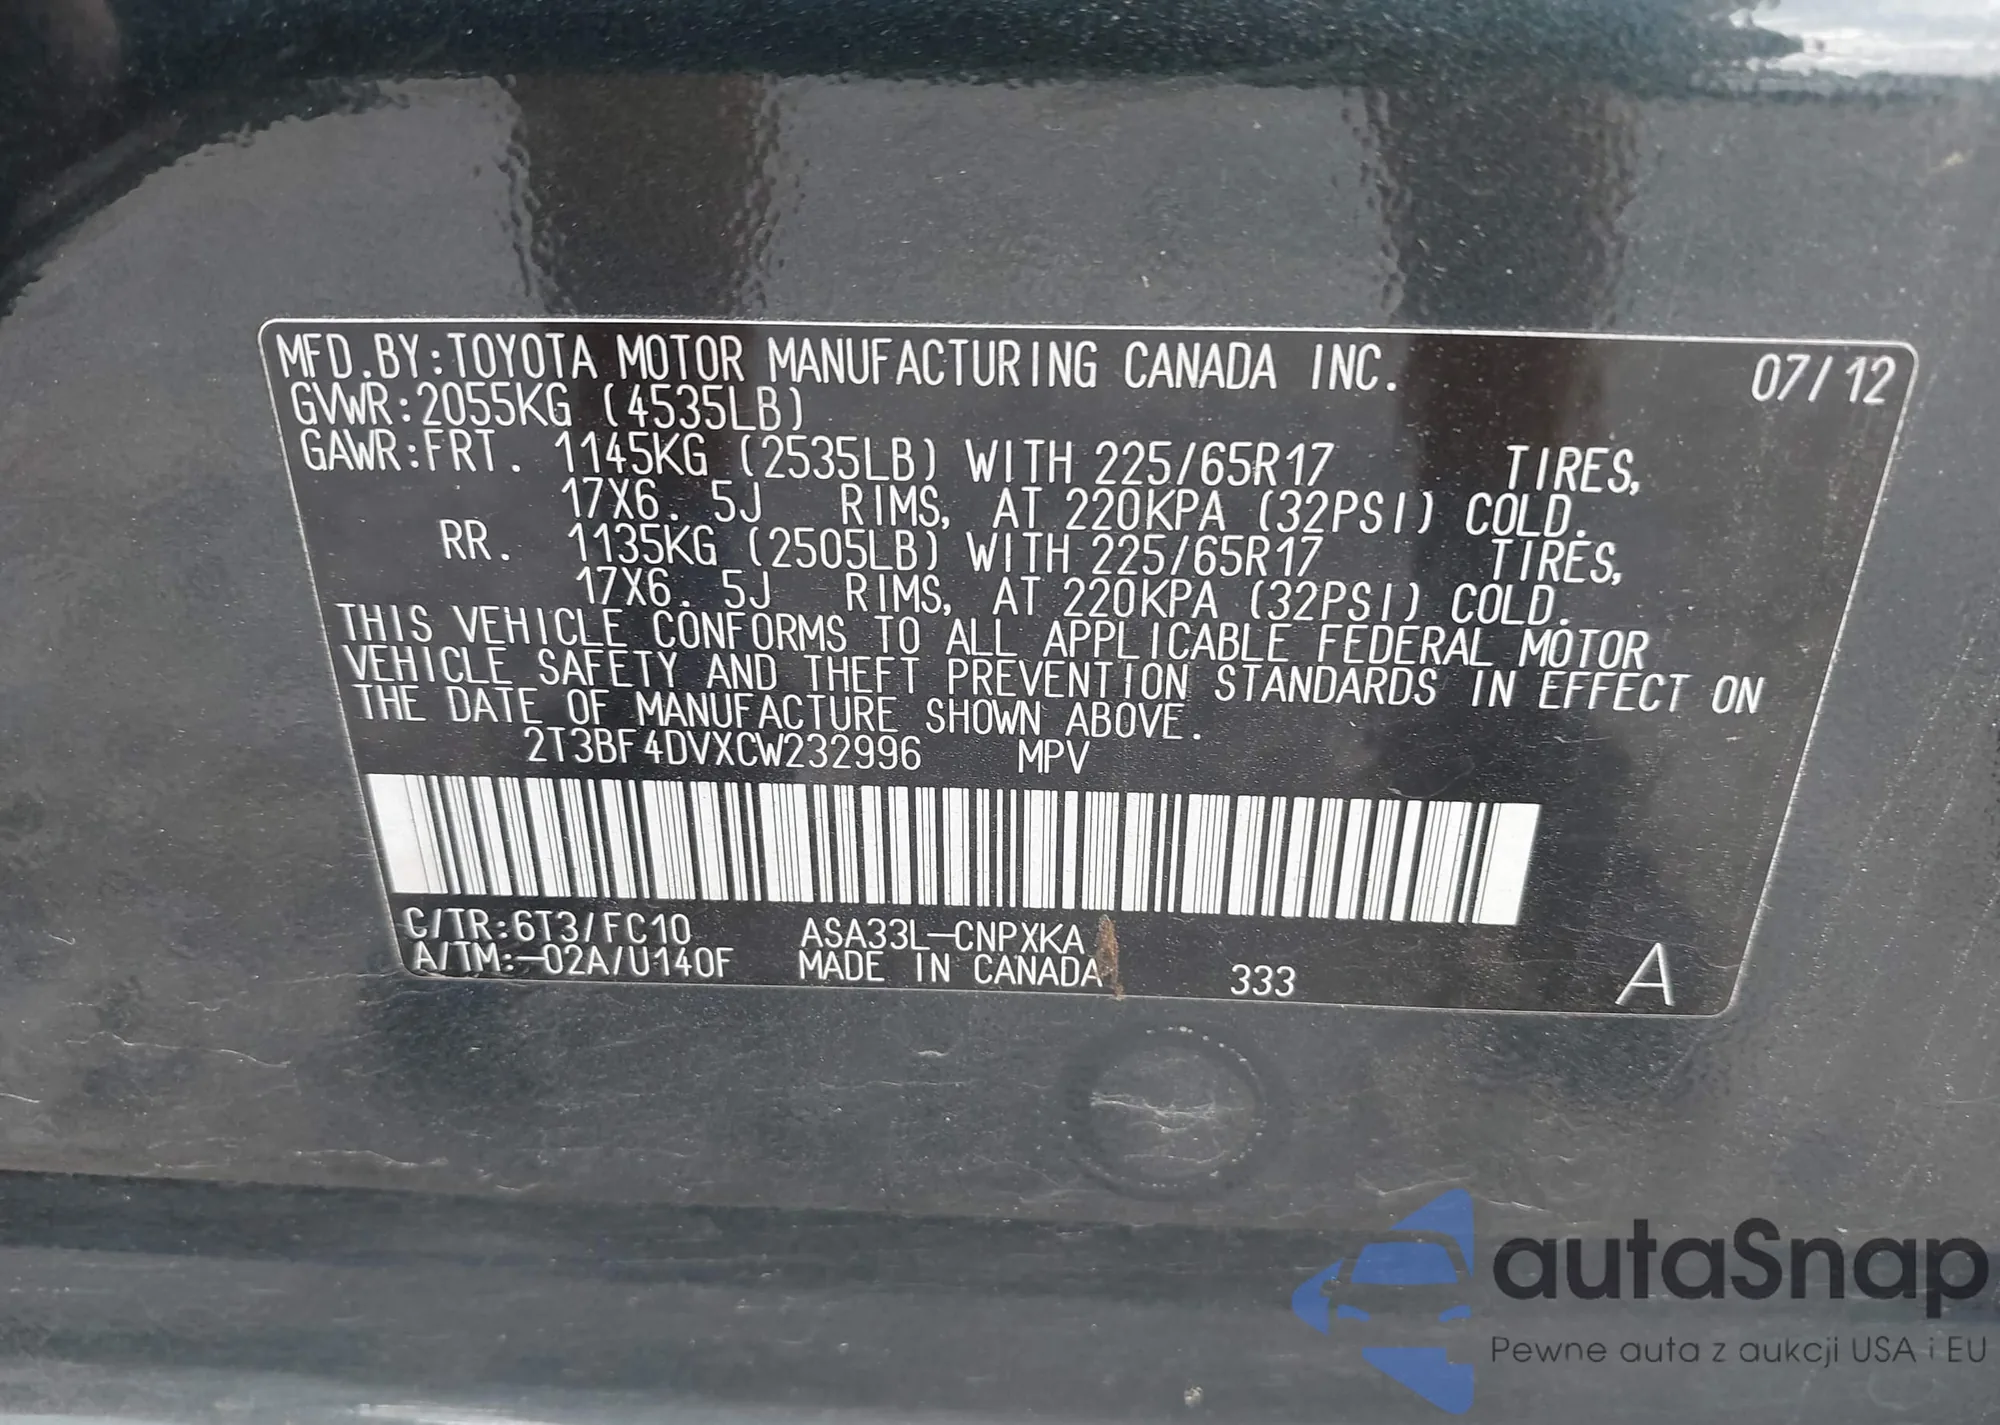 MFD.BY:TOYOTA MOTOR MANUFACTURING CANADA INC. 07/12
GVWR:2055KG (4535LB)
GAWR:FRT. 1145KG (2535LB) WITH 225/65R17 TIRES,
17X6.5J RIMS, AT 220KPA (32PSI) COLD.
RR. 1135KG (2505LB) WITH 225/65R17 TIRES,
17X6.5J RIMS, AT 220KPA (32PSI) COLD.
THIS VEHICLE CONFORMS TO ALL APPLICABLE FEDERAL MOTOR
VEHICLE SAFETY AND THEFT PREVENTION STANDARDS IN EFFECT ON
THE DATE OF MANUFACTURE SHOWN ABOVE.
2T3BF4DVXCW232996 MPV
C/TR:6T3/FC10 ASA33L-CNPXKA
A/TM:-02A/U140F MADE IN CANADA 333 A
autaSnap
Pewne auta z aukcji USA i EU